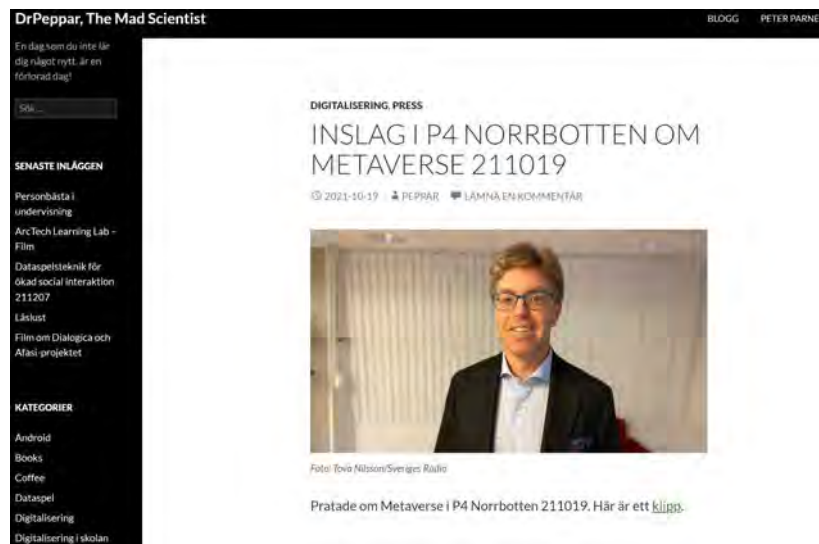 DrPeppar, The Mad Scientist
BLOGG PETER PARNE
En dag som du inte lär
dig något nytt, är en
förlorad dag!
Sök …
SENASTE INLÄGGEN
Personbästa i
undervisning
ArcTech Learning Lab –
Film
Dataspelsteknik för
ökad social interaktion
211207
Läslust
Film om Dialogica och
Afasi-projektet
KATEGORIER
Android
Books
Coffee
Dataspel
Digitalisering
Digitalisering i skolan
DIGITALISERING, PRESS
INSLAG I P4 NORRBOTTEN OM
METAVERSE 211019
2021-10-19 PEPPAR LÄMNA EN KOMMENTAR
Foto: Tova Nilsson/Sveriges Radio
Pratade om Metaverse i P4 Norrbotten 211019. Här är ett klipp.